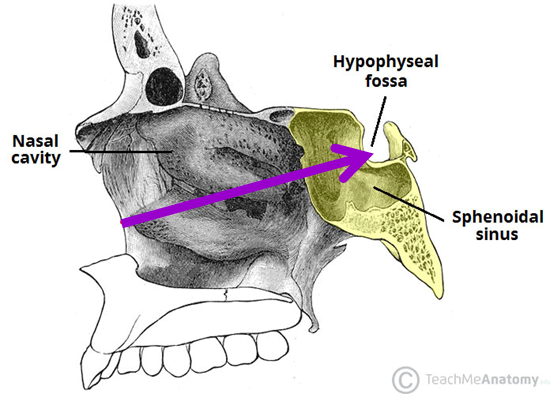 Hypophyseal
fossa
Nasal
cavity
Sphenoidal
sinus
© TeachMeAnatomy